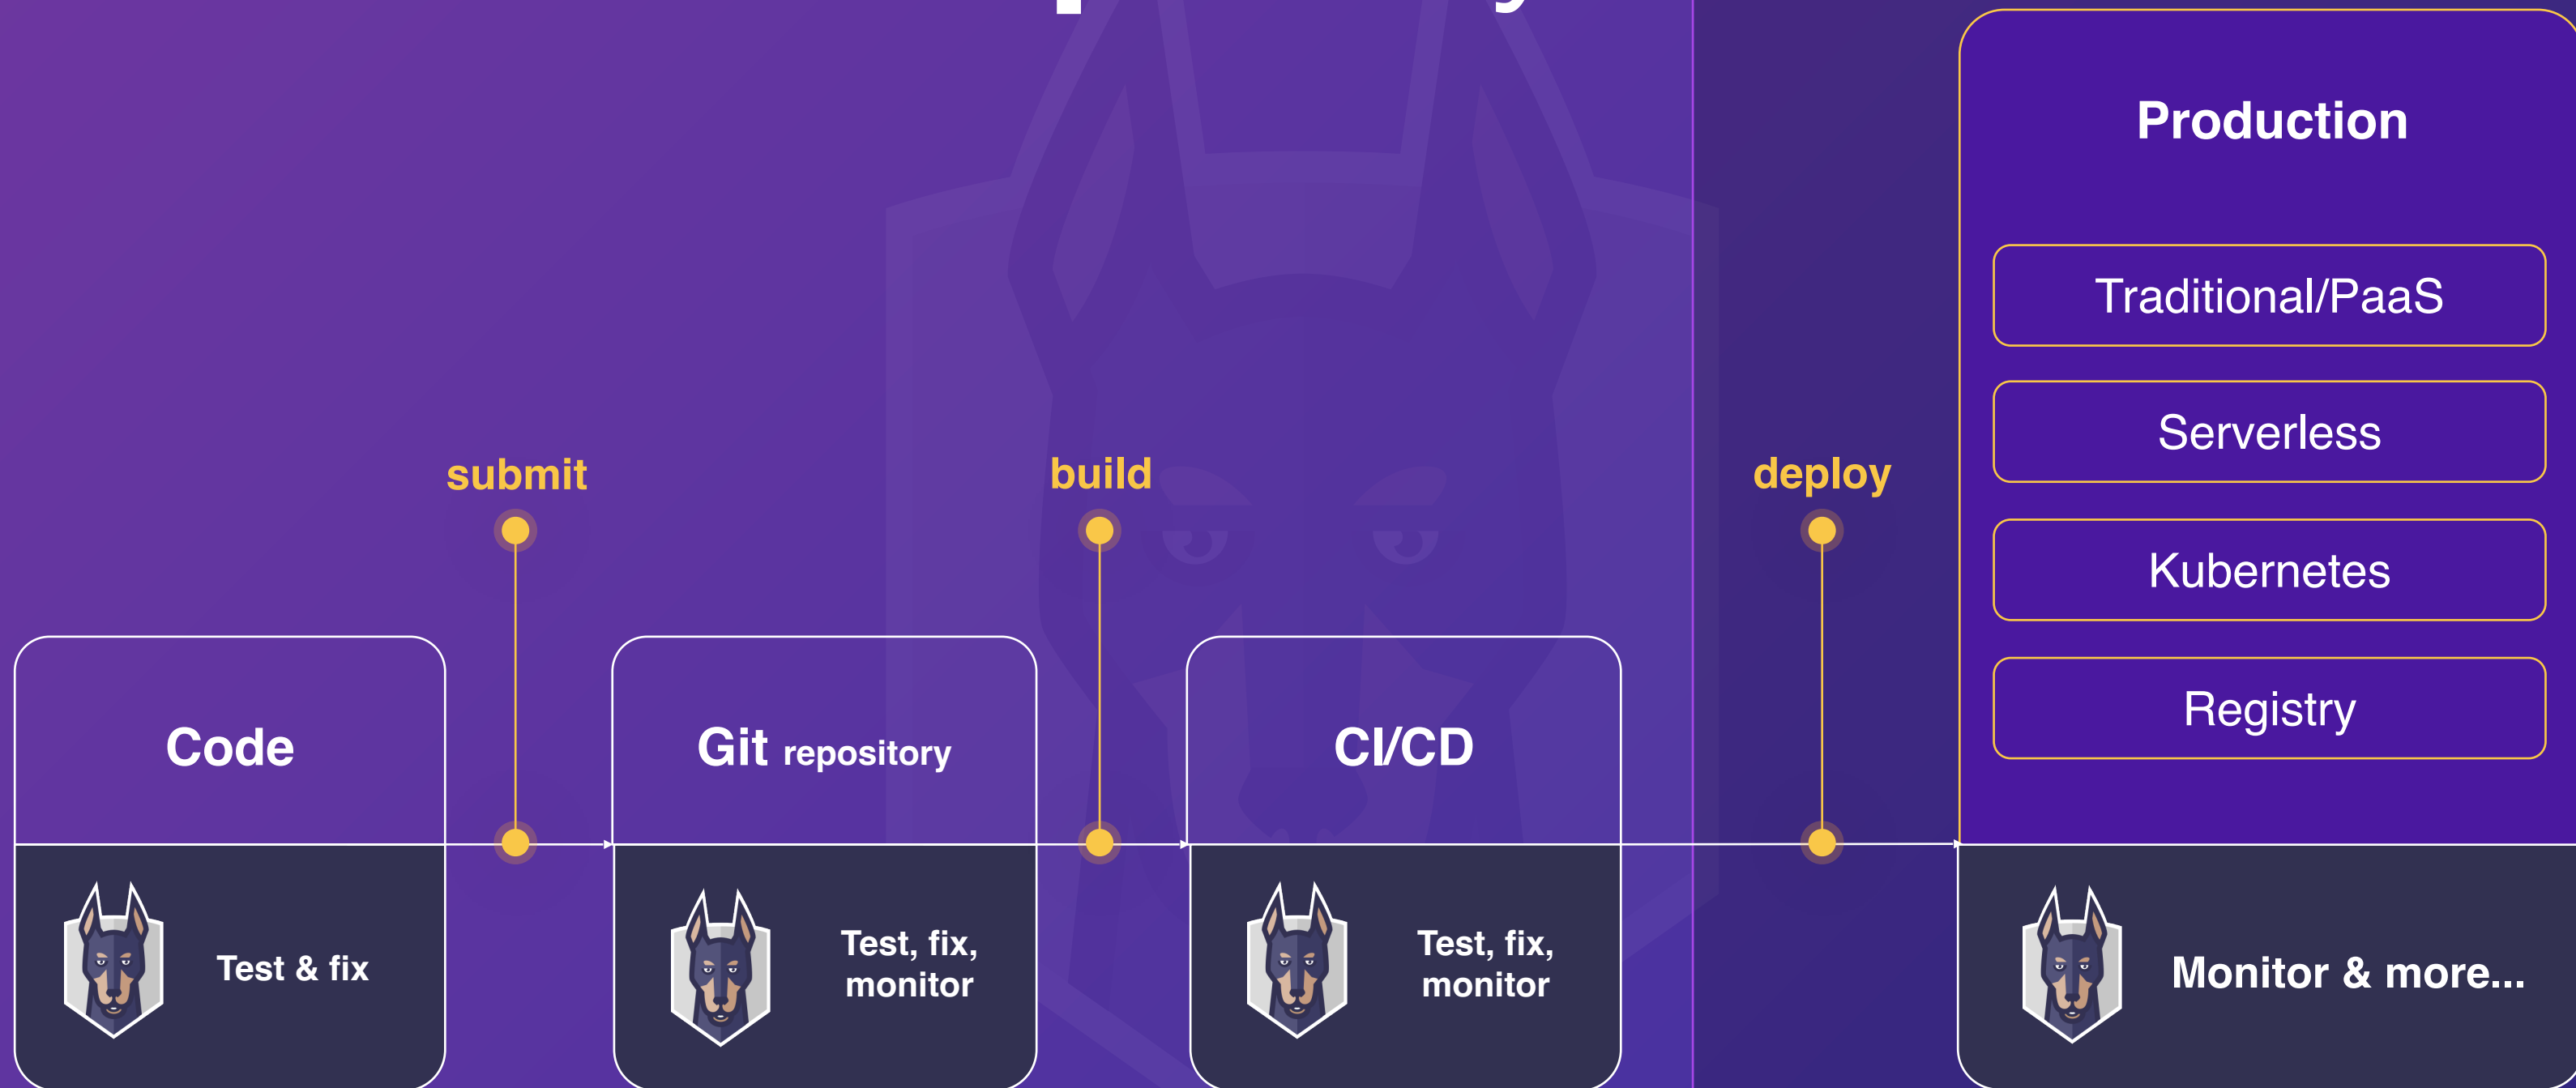 Production
Traditional/PaaS
Serverless
Kubernetes
Registry
submit
build
deploy
Code
Git repository
CI/CD
Test & fix
Test, fix,
monitor
Test, fix,
monitor
Monitor & more...